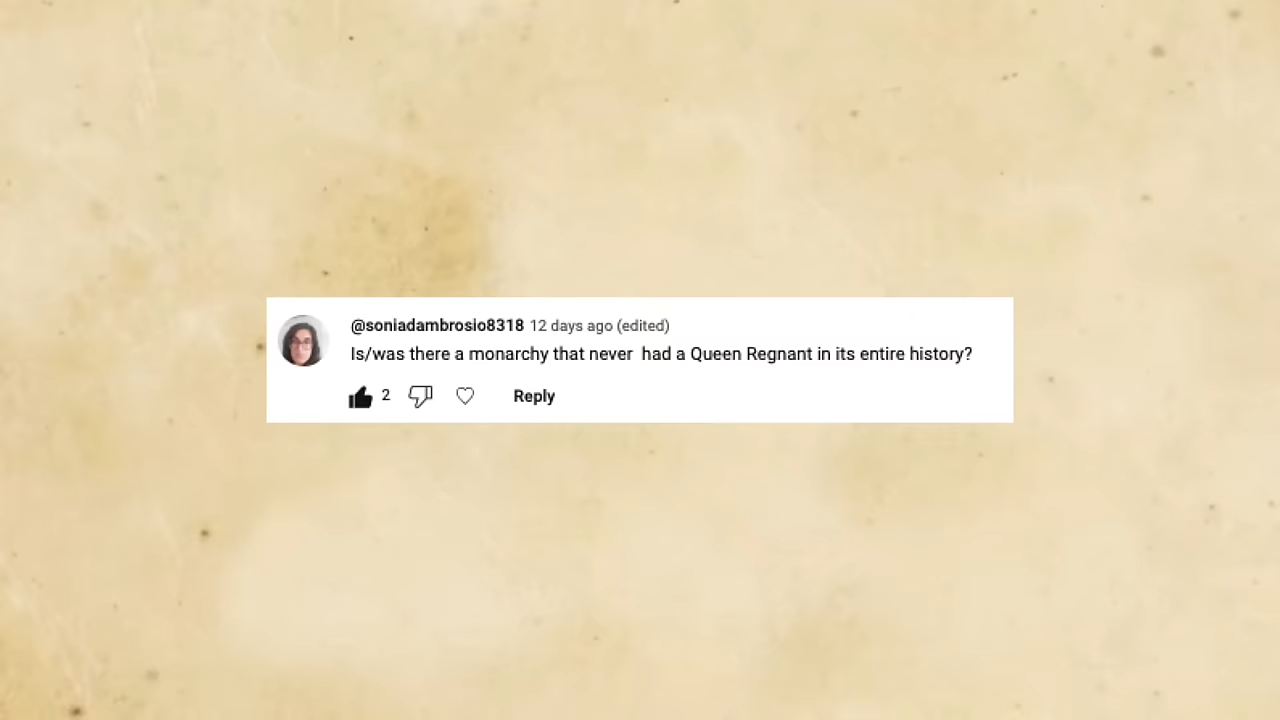 @soniadambrosio8318 12 days ago (edited)
Is/was there a monarchy that never  had a Queen Regnant in its entire history?
2 Reply